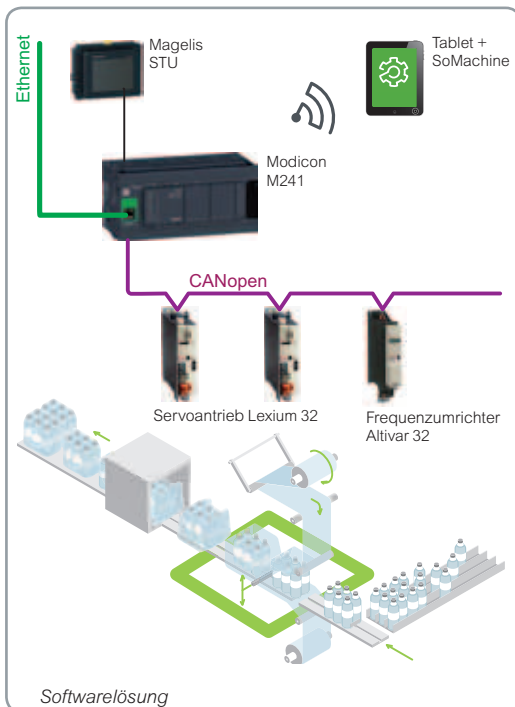 Ethernet
Magelis
STU
Tablet +
SoMachine
Modicon
M241
CANopen
Servoantrieb Lexium 32
Frequenzumrichter
Altivar 32
Softwarelösung